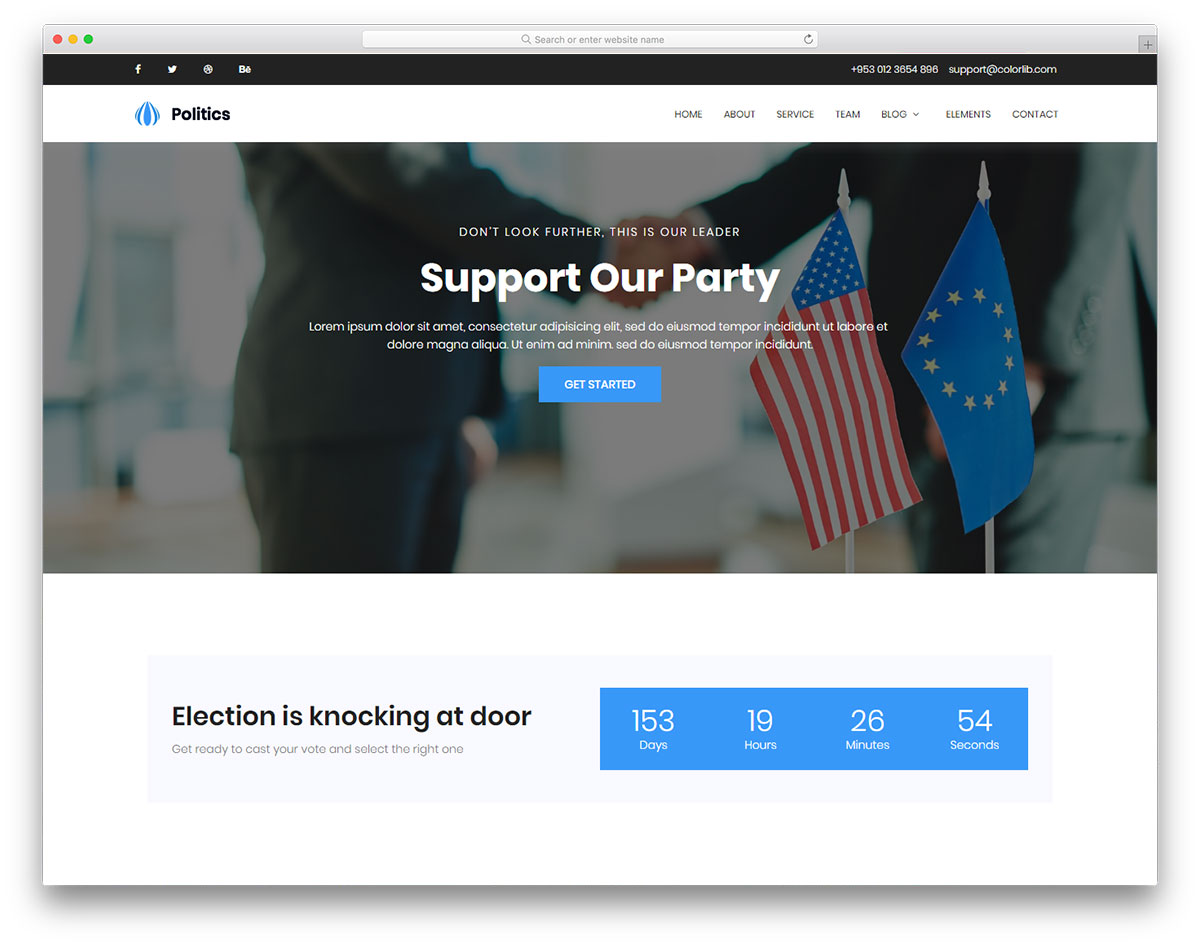 Search or enter website name
+953 012 3654 896 support@colorlib.com
Politics
HOME ABOUT SERVICE TEAM BLOG ELEMENTS CONTACT
DON'T LOOK FURTHER, THIS IS OUR LEADER
Support Our Party
Lorem ipsum dolor sit amet, consectetur adipisicing elit, sed do eiusmod tempor incididunt ut labore et
dolore magna aliqua. Ut enim ad minim. sed do eiusmod tempor incididunt.
GET STARTED
Election is knocking at door
Get ready to cast your vote and select the right one
153 19 26 54
Days Hours Minutes Seconds